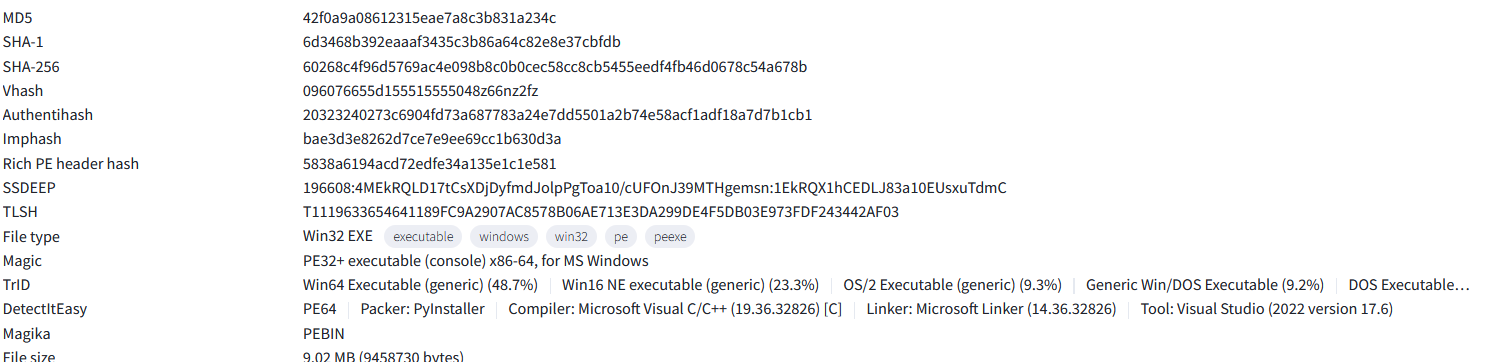 MD5 42f0a9a08612315eae7a8c3b831a234c
SHA-1 6d3468b392eaaaf3435c3b86a64c82e8e37cbfdb
SHA-256 60268c4f96d5769ac4e098b8c0b0cec58cc8cb5455eedf4fb46d0678c54a678b
Vhash 096076655d155515555048z66nz2fz
Authentihash 20323240273c6904fd73a687783a24e7dd5501a2b74e58acf1adf18a7d7b1cb1
Imphash bae3d3e8262d7ce7e9ee69cc1b630d3a
Rich PE header hash 5838a6194acd72edfe34a135e1c1e581
SSDEEP 196608:4MEkRQLD17tCsXDjDyfmdJolpPgToa10/cUFOnJ39MTHgemsn:1EkRQX1hCEDLJ83a10EUsxuTdmC
TLSH T1119633654641189FC9A2907AC8578B06AE713E3DA299DE4F5DB03E973FDF243442AF03
File type Win32 EXE executable windows win32 pe peexe
Magic PE32+ executable (console) x86-64, for MS Windows
TrID Win64 Executable (generic) (48.7%) Win16 NE executable (generic) (23.3%) OS/2 Executable (generic) (9.3%) Generic Win/DOS Executable (9.2%) DOS Executable…
DetectItEasy PE64 Packer: PyInstaller Compiler: Microsoft Visual C/C++ (19.36.32826) [C] Linker: Microsoft Linker (14.36.32826) Tool: Visual Studio (2022 version 17.6)
Magika PEBIN
File size 9.02 MB (9458730 bytes)